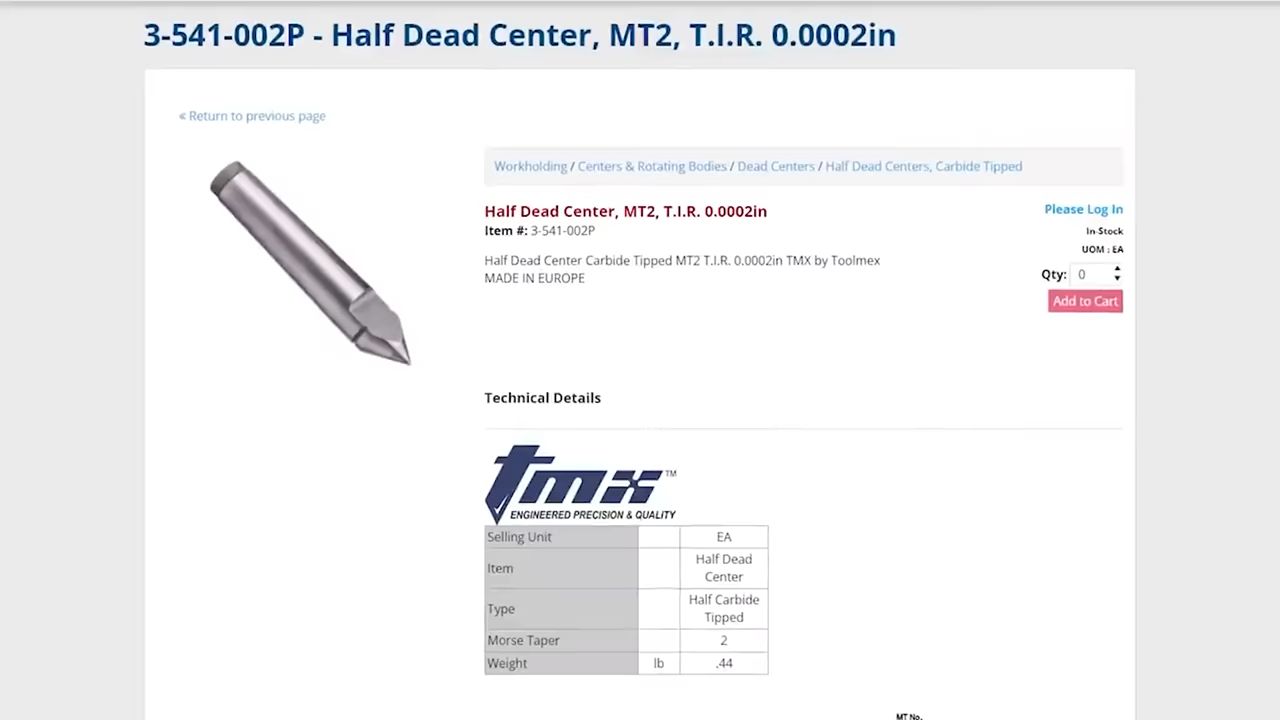 3-541-002P - Half Dead Center, MT2, T.I.R. 0.0002in
« Return to previous page
Workholding / Centers & Rotating Bodies / Dead Centers / Half Dead Centers, Carbide Tipped
Half Dead Center, MT2, T.I.R. 0.0002in
Please Log In
Item #: 3-541-002P
In Stock
UOM : EA
Half Dead Center Carbide Tipped MT2 T.I.R. 0.0002in TMX by Toolmex
MADE IN EUROPE
Qty: 0
Add to Cart
Technical Details
tmx™
ENGINEERED PRECISION & QUALITY
Selling Unit EA
Item Half Dead
Center
Type Half Carbide
Tipped
Morse Taper 2
Weight lb .44
MT No.